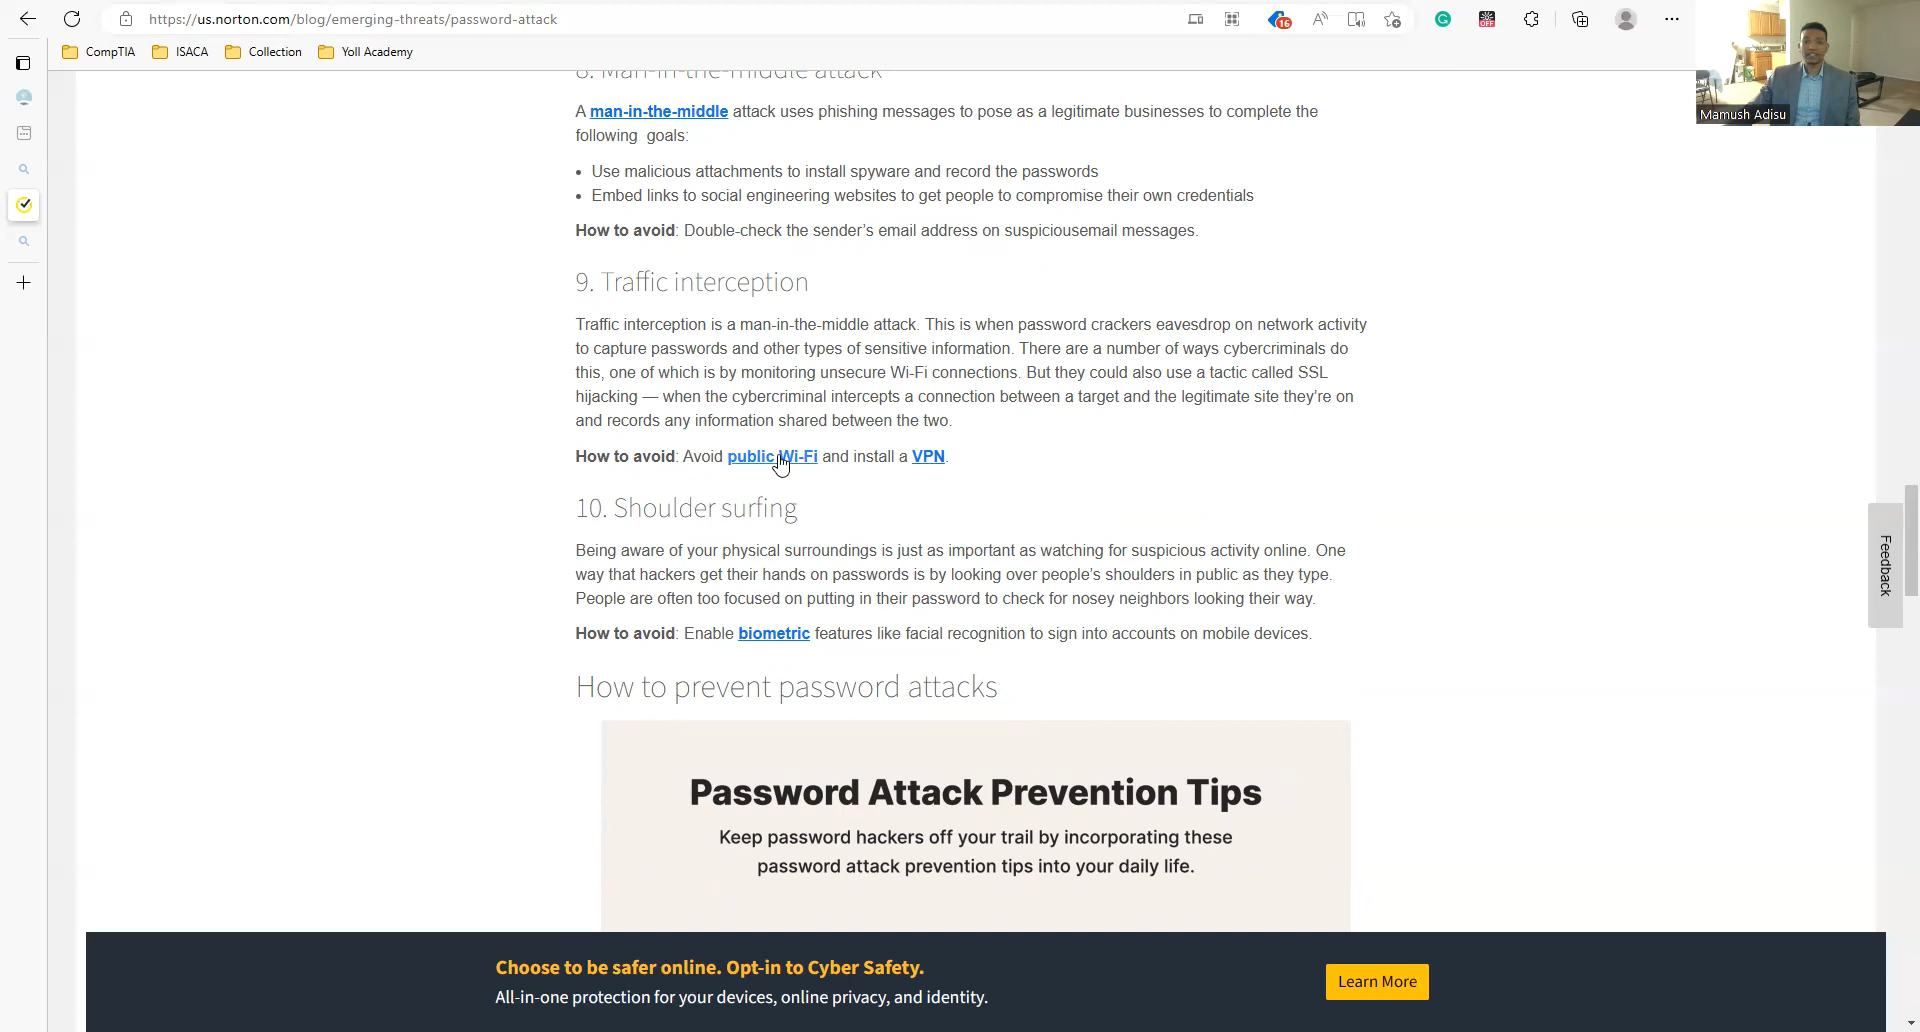 https://us.norton.com/blog/emerging-threats/password-attack
16
OFF
CompTIA
ISACA
Collection
Yoll Academy
Mamush Adisu
8. Man-in-the-middle attack
A man-in-the-middle attack uses phishing messages to pose as a legitimate businesses to complete the
following goals:
• Use malicious attachments to install spyware and record the passwords
• Embed links to social engineering websites to get people to compromise their own credentials
How to avoid: Double-check the sender's email address on suspiciousemail messages.
9. Traffic interception
Traffic interception is a man-in-the-middle attack. This is when password crackers eavesdrop on network activity
to capture passwords and other types of sensitive information. There are a number of ways cybercriminals do
this, one of which is by monitoring unsecure Wi-Fi connections. But they could also use a tactic called SSL
hijacking — when the cybercriminal intercepts a connection between a target and the legitimate site they're on
and records any information shared between the two.
How to avoid: Avoid public Wi-Fi and install a VPN.
10. Shoulder surfing
Being aware of your physical surroundings is just as important as watching for suspicious activity online. One
way that hackers get their hands on passwords is by looking over people's shoulders in public as they type.
People are often too focused on putting in their password to check for nosey neighbors looking their way.
How to avoid: Enable biometric features like facial recognition to sign into accounts on mobile devices.
How to prevent password attacks
Password Attack Prevention Tips
Keep password hackers off your trail by incorporating these
password attack prevention tips into your daily life.
Feedback
Choose to be safer online. Opt-in to Cyber Safety.
All-in-one protection for your devices, online privacy, and identity.
Learn More